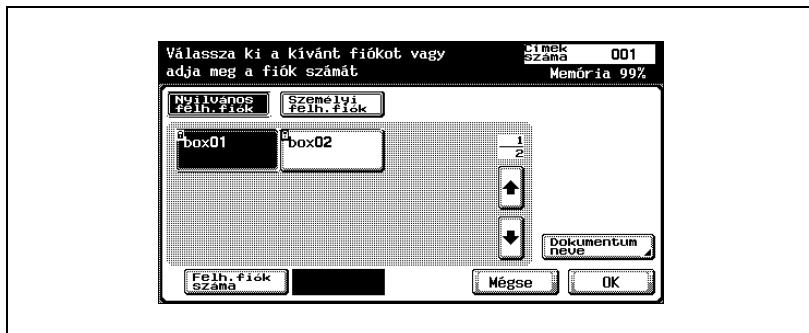 Válassza ki a kívánt fiókot vagy
adja meg a fiók számát
Címek
száma
001
Memória 99%
Nyilvános
felh.fiók
Személyi
felh.fiók
box01
box02
1
2
Dokumentum
neve
Felh.fiók
száma
Mégse
OK